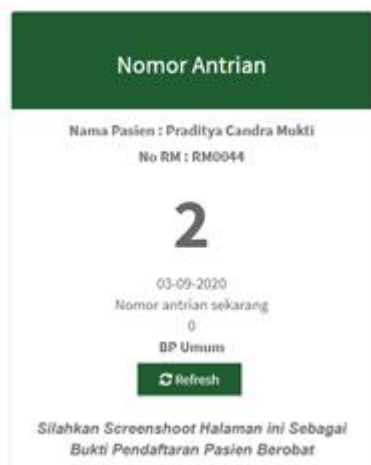 Nomor Antrian
Nama Pasien : Praditya Candra Mukti
No RM : RM0044
2
03-09-2020
Nomor antrian sekarang
0
BP Umum
Refresh
Silahkan Screenshoot Halaman ini Sebagai
Bukti Pendaftaran Pasien Berobat